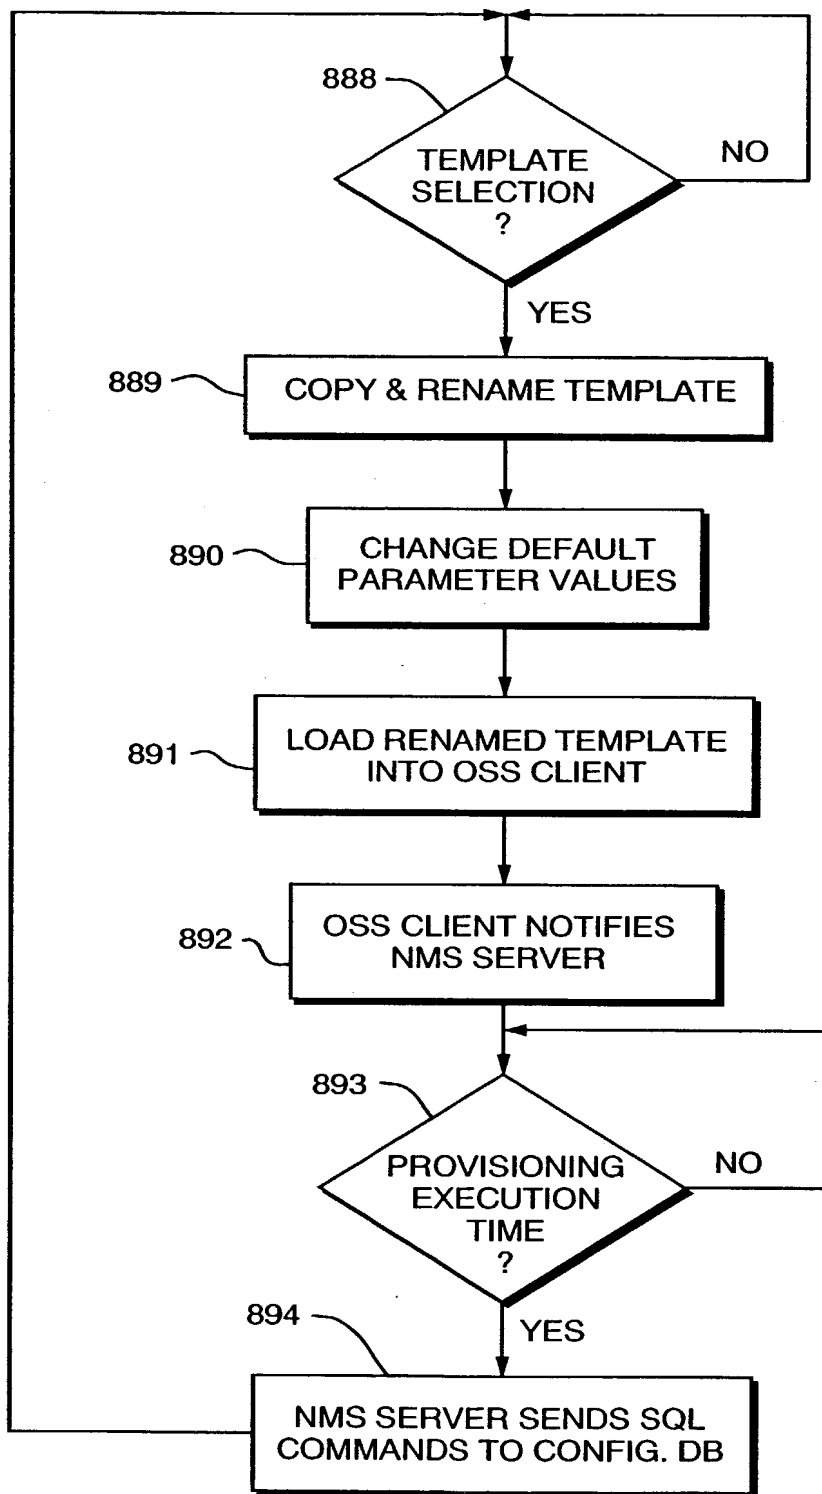 888
TEMPLATE
SELECTION
?
NO
YES
889
COPY & RENAME TEMPLATE
890
CHANGE DEFAULT
PARAMETER VALUES
891
LOAD RENAMED TEMPLATE
INTO OSS CLIENT
892
OSS CLIENT NOTIFIES
NMS SERVER
893
PROVISIONING
EXECUTION
TIME
?
NO
YES
894
NMS SERVER SENDS SQL
COMMANDS TO CONFIG. DB